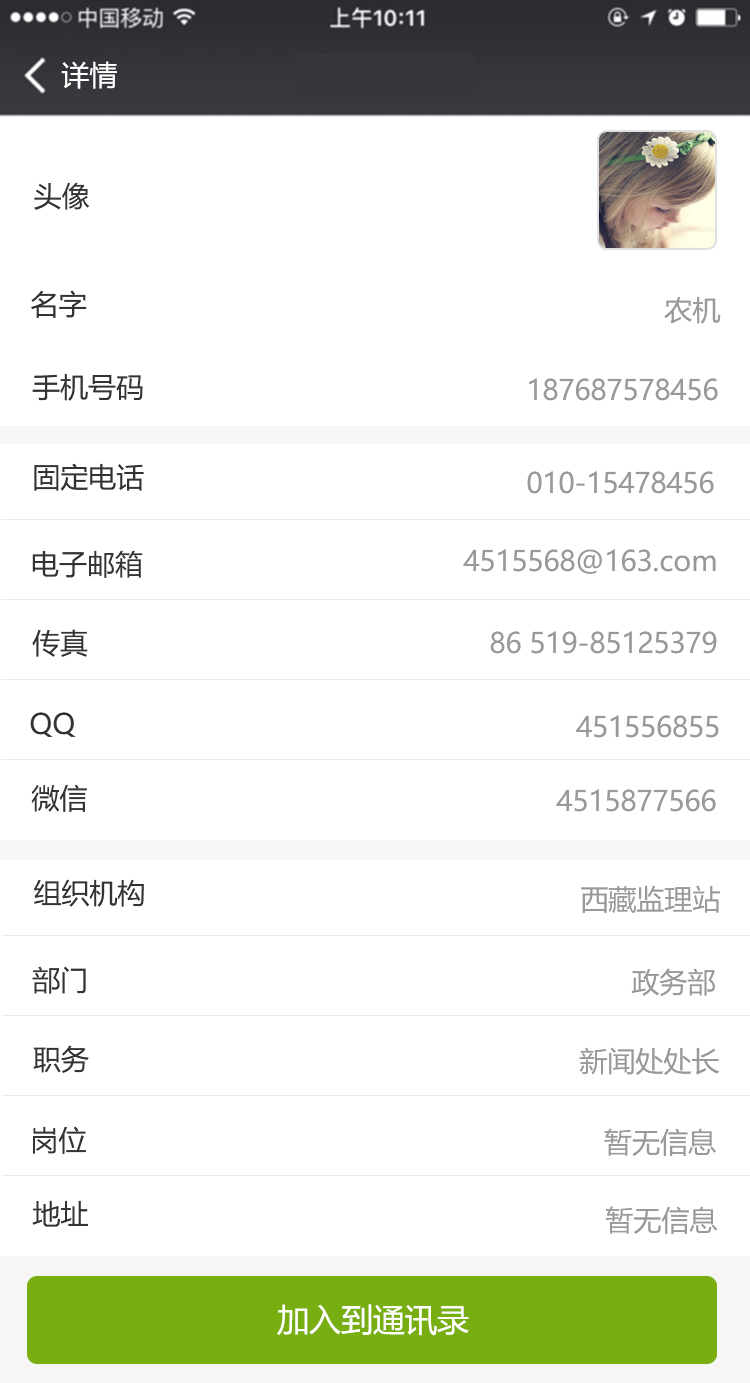 中国移动 上午10:11
详情
头像
名字 农机
手机号码 187687578456
固定电话 010-15478456
电子邮箱 4515568@163.com
传真 86 519-85125379
QQ 451556855
微信 4515877566
组织机构 西藏监理站
部门 政务部
职务 新闻处处长
岗位 暂无信息
地址 暂无信息
加入到通讯录